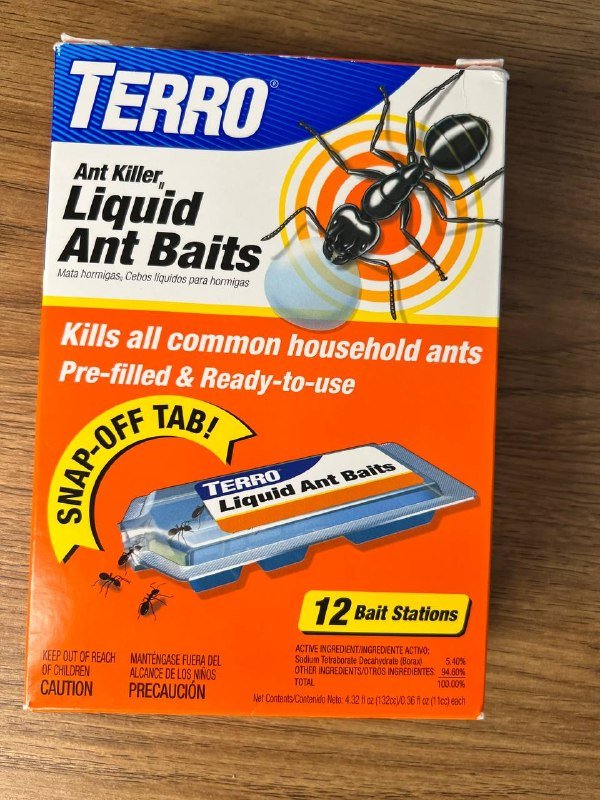 TERRO®
Ant Killer II
Liquid
Ant Baits
Mata hormigas II Cebos líquidos para hormigas
Kills all common household ants
Pre-filled & Ready-to-use
SNAP-OFF TAB!
TERRO
Liquid Ant Baits
12 Bait Stations
KEEP OUT OF REACH
OF CHILDREN
CAUTION
MANTÉNGASE FUERA DEL
ALCANCE DE LOS NIÑOS
PRECAUCIÓN
ACTIVE INGREDIENT/INGREDIENTE ACTIVO:
Sodium Tetraborate Decahydrate (Borax) 5.40%
OTHER INGREDIENTS/OTROS INGREDIENTES 94.60%
TOTAL 100.00%
Net Contents/Contenido Neto: 4.32 fl oz (132cc)/0.36 fl oz (11cc) each